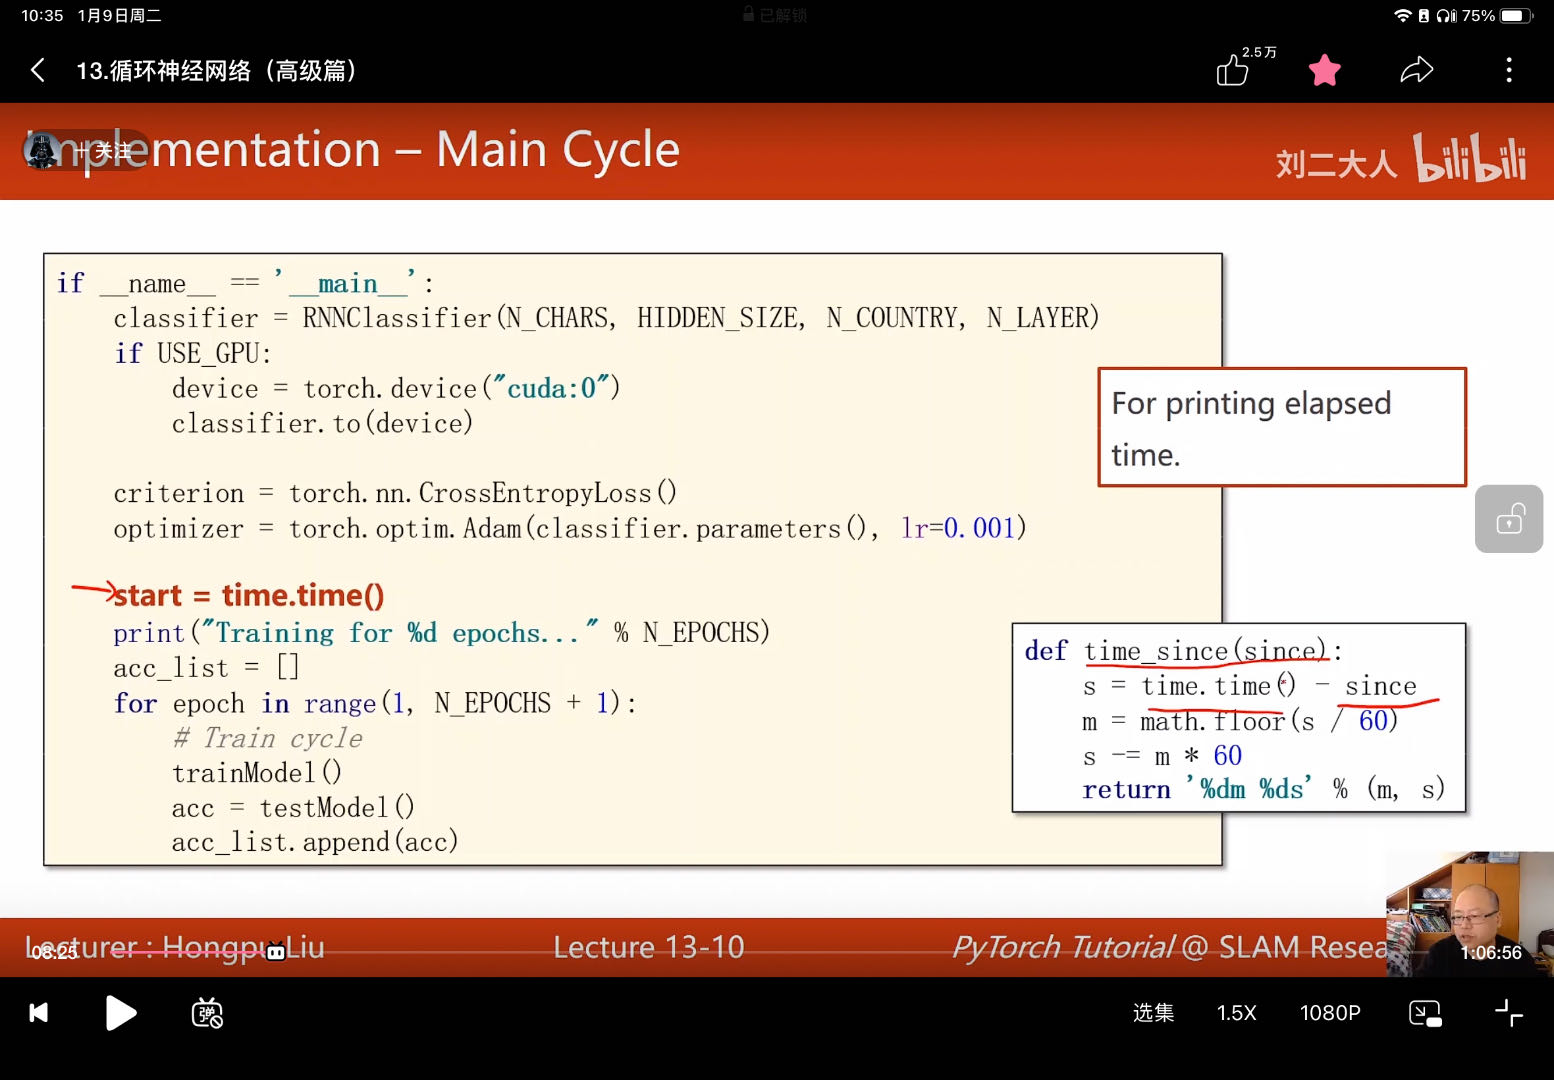 10:35 1月9日周二
已解锁
75%
13.循环神经网络（高级篇）
2.5万
Implementation – Main Cycle
+ 关注
刘二大人 bilibili
if __name__ == '__main__':
classifier = RNNClassifier(N_CHARS, HIDDEN_SIZE, N_COUNTRY, N_LAYER)
if USE_GPU:
device = torch.device("cuda:0")
classifier.to(device)
criterion = torch.nn.CrossEntropyLoss()
optimizer = torch.optim.Adam(classifier.parameters(), lr=0.001)
start = time.time()
print("Training for %d epochs..." % N_EPOCHS)
acc_list = []
for epoch in range(1, N_EPOCHS + 1):
# Train cycle
trainModel()
acc = testModel()
acc_list.append(acc)
For printing elapsed
time.
def time_since(since):
s = time.time() - since
m = math.floor(s / 60)
s -= m * 60
return '%dm %ds' % (m, s)
Lecturer : Hongpu Liu
Lecture 13-10
PyTorch Tutorial @ SLAM Resea
08:25
1:06:56
弹
选集
1.5X
1080P